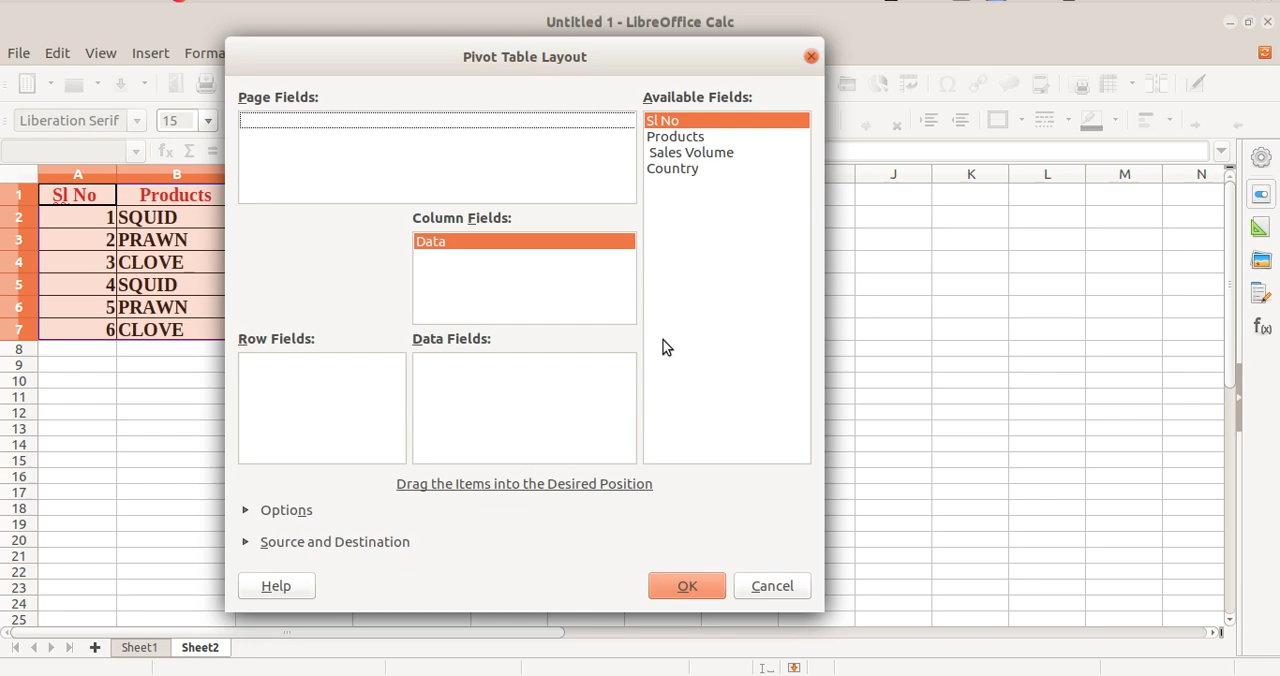 Untitled 1 - LibreOffice Calc
File Edit View Insert Forma
Pivot Table Layout
Liberation Serif 15
Page Fields:
Available Fields:
Sl No
Products
Sales Volume
Country
Column Fields:
Data
Row Fields:
Data Fields:
Drag the Items into the Desired Position
Options
Source and Destination
Help
OK
Cancel
A B J K L M N
1 Sl No Products
2 1 SQUID
3 2 PRAWN
4 3 CLOVE
5 4 SQUID
6 5 PRAWN
7 6 CLOVE
8
9
10
11
12
13
14
15
16
17
18
19
20
21
22
23
24
25
Sheet1 Sheet2